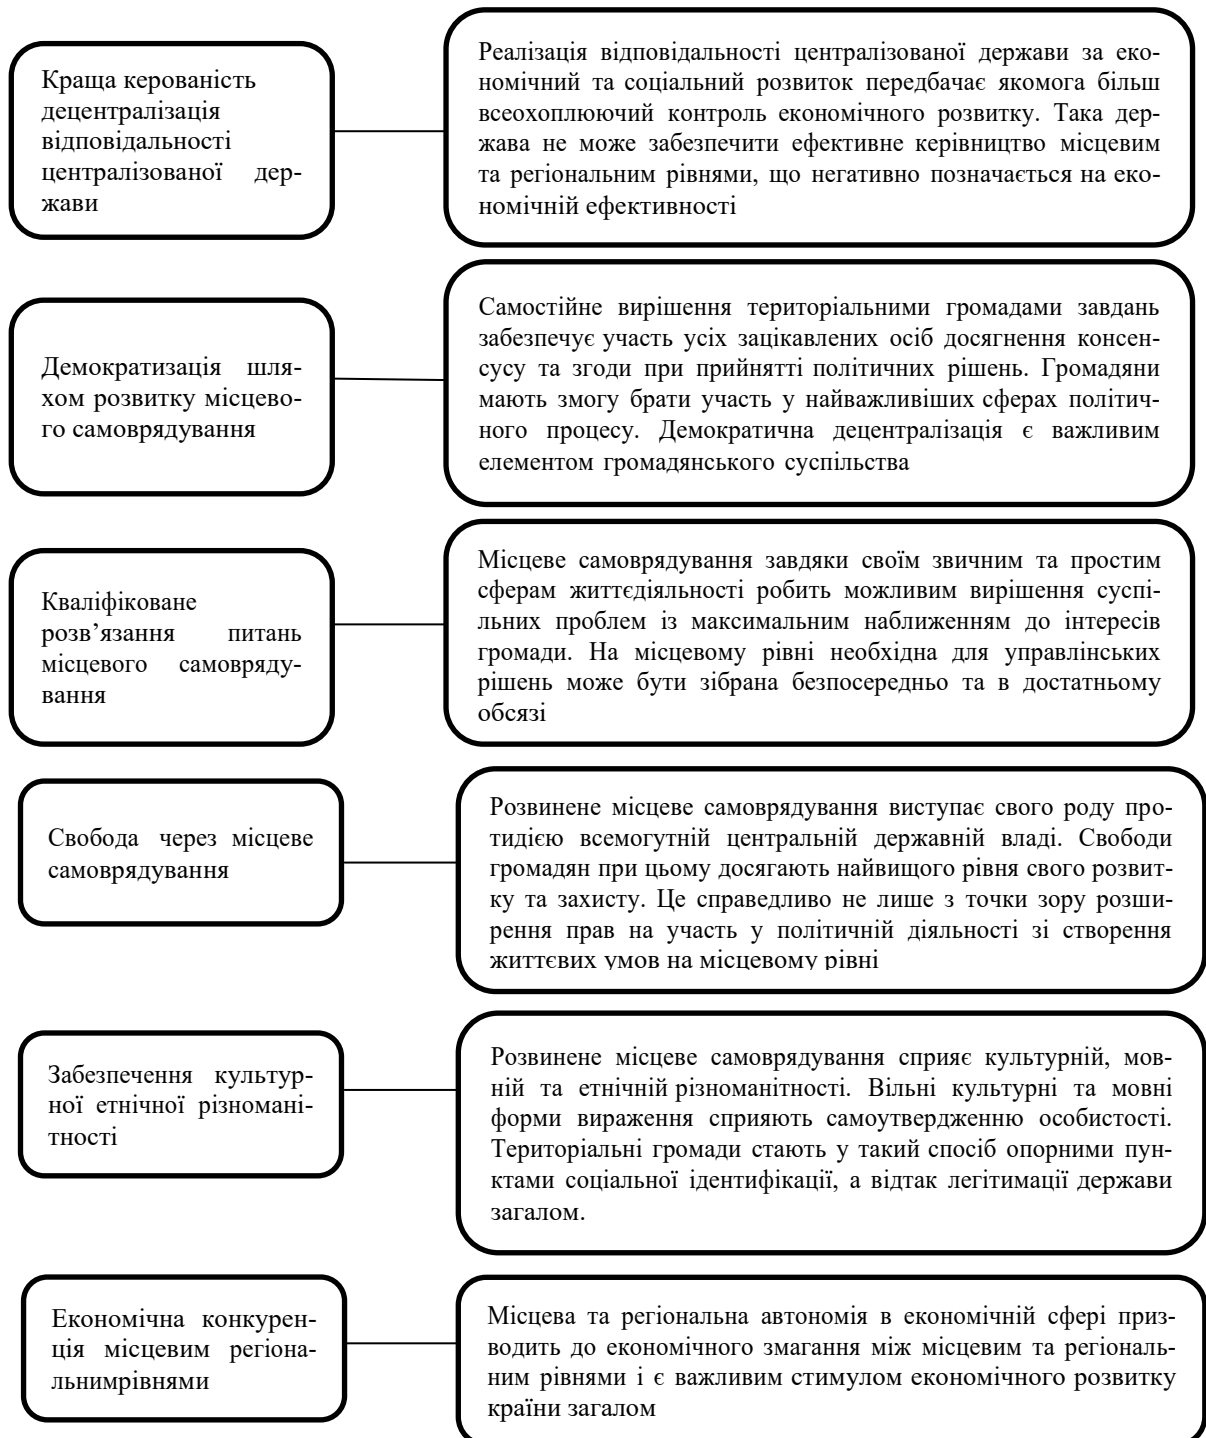 Краща керованість
децентралізація
відповідальності
централізованої дер-
жави
Реалізація відповідальності централізованої держави за еко-
номічний та соціальний розвиток передбачає якомога більш
всеохоплюючий контроль економічного розвитку. Така дер-
жава не може забезпечити ефективне керівництво місцевим
та регіональним рівнями, що негативно позначається на еко-
номічній ефективності
Демократизація шля-
хом розвитку місцево-
го самоврядування
Самостійне вирішення територіальними громадами завдань
забезпечує участь усіх зацікавлених осіб досягнення консен-
сусу та згоди при прийнятті політичних рішень. Громадяни
мають змогу брати участь у найважливіших сферах політич-
ного процесу. Демократична децентралізація є важливим
елементом громадянського суспільства
Кваліфіковане
розв’язання питань
місцевого самовряду-
вання
Місцеве самоврядування завдяки своїм звичним та простим
сферам життєдіяльності робить можливим вирішення суспі-
льних проблем із максимальним наближенням до інтересів
громади. На місцевому рівні необхідна для управлінських
рішень може бути зібрана безпосередньо та в достатньому
обсязі
Свобода через місцеве
самоврядування
Розвинене місцеве самоврядування виступає свого роду про-
тидією всемогутній центральній державній владі. Свободи
громадян при цьому досягають найвищого рівня свого розвит-
ку та захисту. Це справедливо не лише з точки зору розши-
рення прав на участь у політичній діяльності зі створення
життєвих умов на місцевому рівні
Забезпечення культур-
ної етнічної різномані-
тності
Розвинене місцеве самоврядування сприяє культурній, мов-
ній та етнічній різноманітності. Вільні культурні та мовні
форми вираження сприяють самоутвердженню особистості.
Територіальні громади стають у такий спосіб опорними пун-
ктами соціальної ідентифікації, а відтак легітимації держави
загалом.
Економічна конкурен-
ція місцевим регіона-
льнимрівнями
Місцева та регіональна автономія в економічній сфері приз-
водить до економічного змагання між місцевим та регіональ-
ним рівнями і є важливим стимулом економічного розвитку
країни загалом